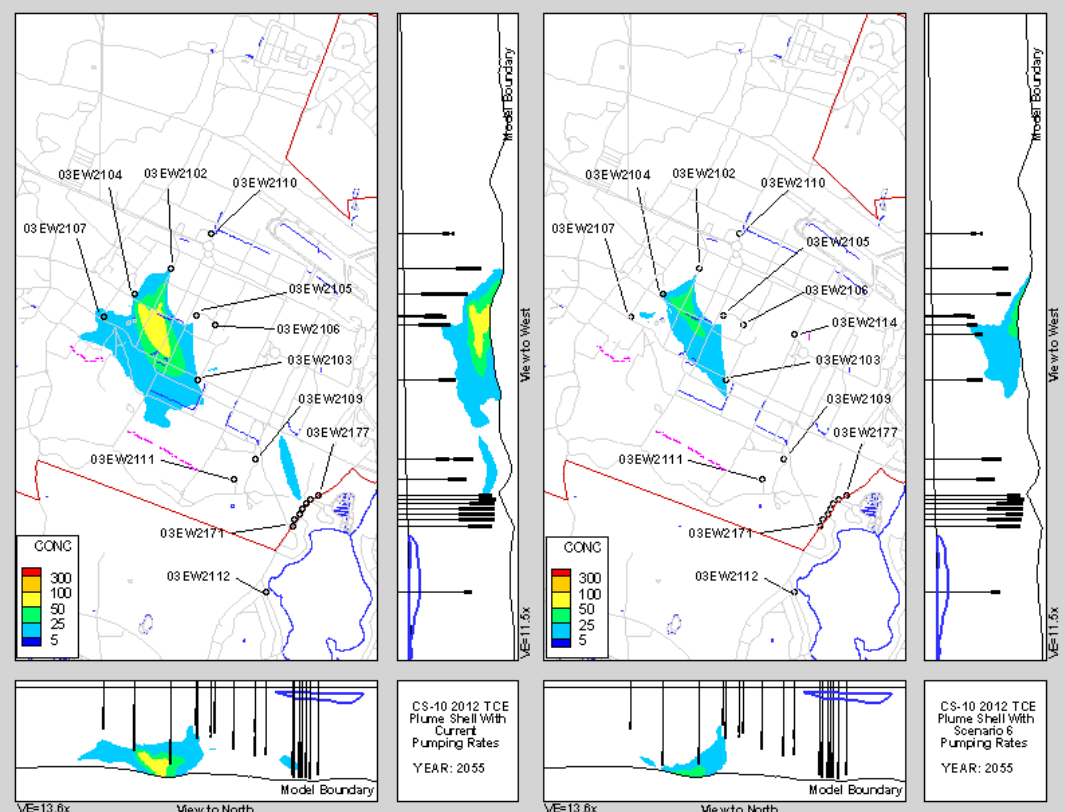 03EW2104
03EW2102
03EW2110
03EW2107
03EW2105
03EW2106
03EW2103
03EW2109
03EW2177
03EW2111
03EW2171
03EW2112
CONC
300
100
50
25
5
Model Boundary
View to West
VE=11.5x
03EW2104
03EW2102
03EW2110
03EW2107
03EW2105
03EW2106
03EW2114
03EW2103
03EW2109
03EW2177
03EW2111
03EW2171
03EW2112
CONC
300
100
50
25
5
Model Boundary
View to West
VE=11.5x
Model Boundary
VE=13.6x
View to North
CS-10 2012 TCE
Plume Shell With
Current
Pumping Rates
YEAR: 2055
Model Boundary
VE=13.6x
View to North
CS-10 2012 TCE
Plume Shell With
Scenario 6
Pumping Rates
YEAR: 2055